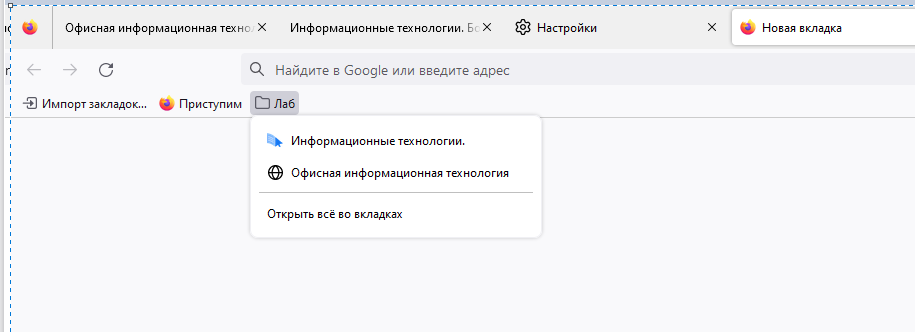 Офисная информационная техно
Информационные технологии. Бо
Настройки
Новая вкладка
Найдите в Google или введите адрес
Импорт закладок...
Приступим
Лаб
Информационные технологии.
Офисная информационная технология
Открыть всё во вкладках